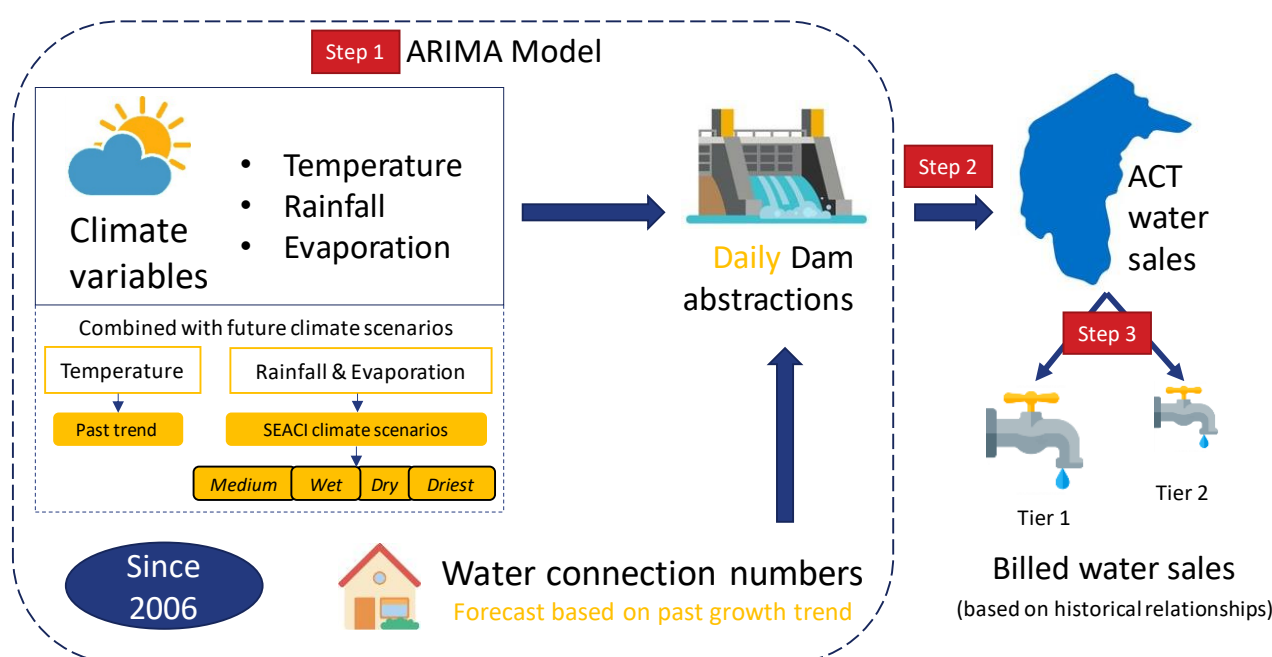 Step 1 ARIMA Model
Climate
variables
• Temperature
• Rainfall
• Evaporation
Combined with future climate scenarios
Temperature
Rainfall & Evaporation
Past trend
SEACI climate scenarios
Medium Wet Dry Driest
Since
2006
Water connection numbers
Forecast based on past growth trend
Daily Dam
abstractions
Step 2
ACT
water
sales
Step 3
Tier 1
Tier 2
Billed water sales
(based on historical relationships)